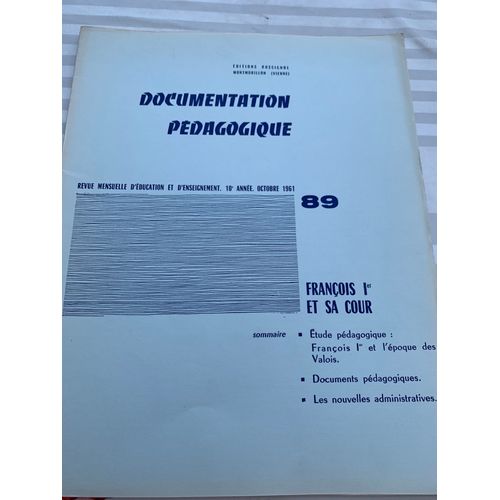 ÉDITIONS ROSSIGNOL
MONTMORILLON (VIENNE)
DOCUMENTATION
PÉDAGOGIQUE
REVUE MENSUELLE D'ÉDUCATION ET D'ENSEIGNEMENT. 10e ANNÉE. OCTOBRE 1961
89
FRANÇOIS Ier
ET SA COUR
sommaire
▪ Étude pédagogique :
François Ier et l'époque des
Valois.
▪ Documents pédagogiques.
▪ Les nouvelles administratives.